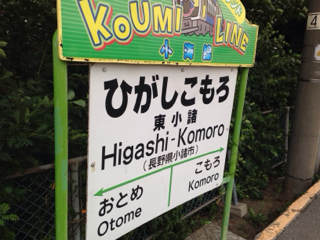 KOUMI LINE
小海線
ひがしこもろ
東小諸
Higashi-Komoro
(長野県小諸市)
おとめ
Otome
こもろ
Komoro
4